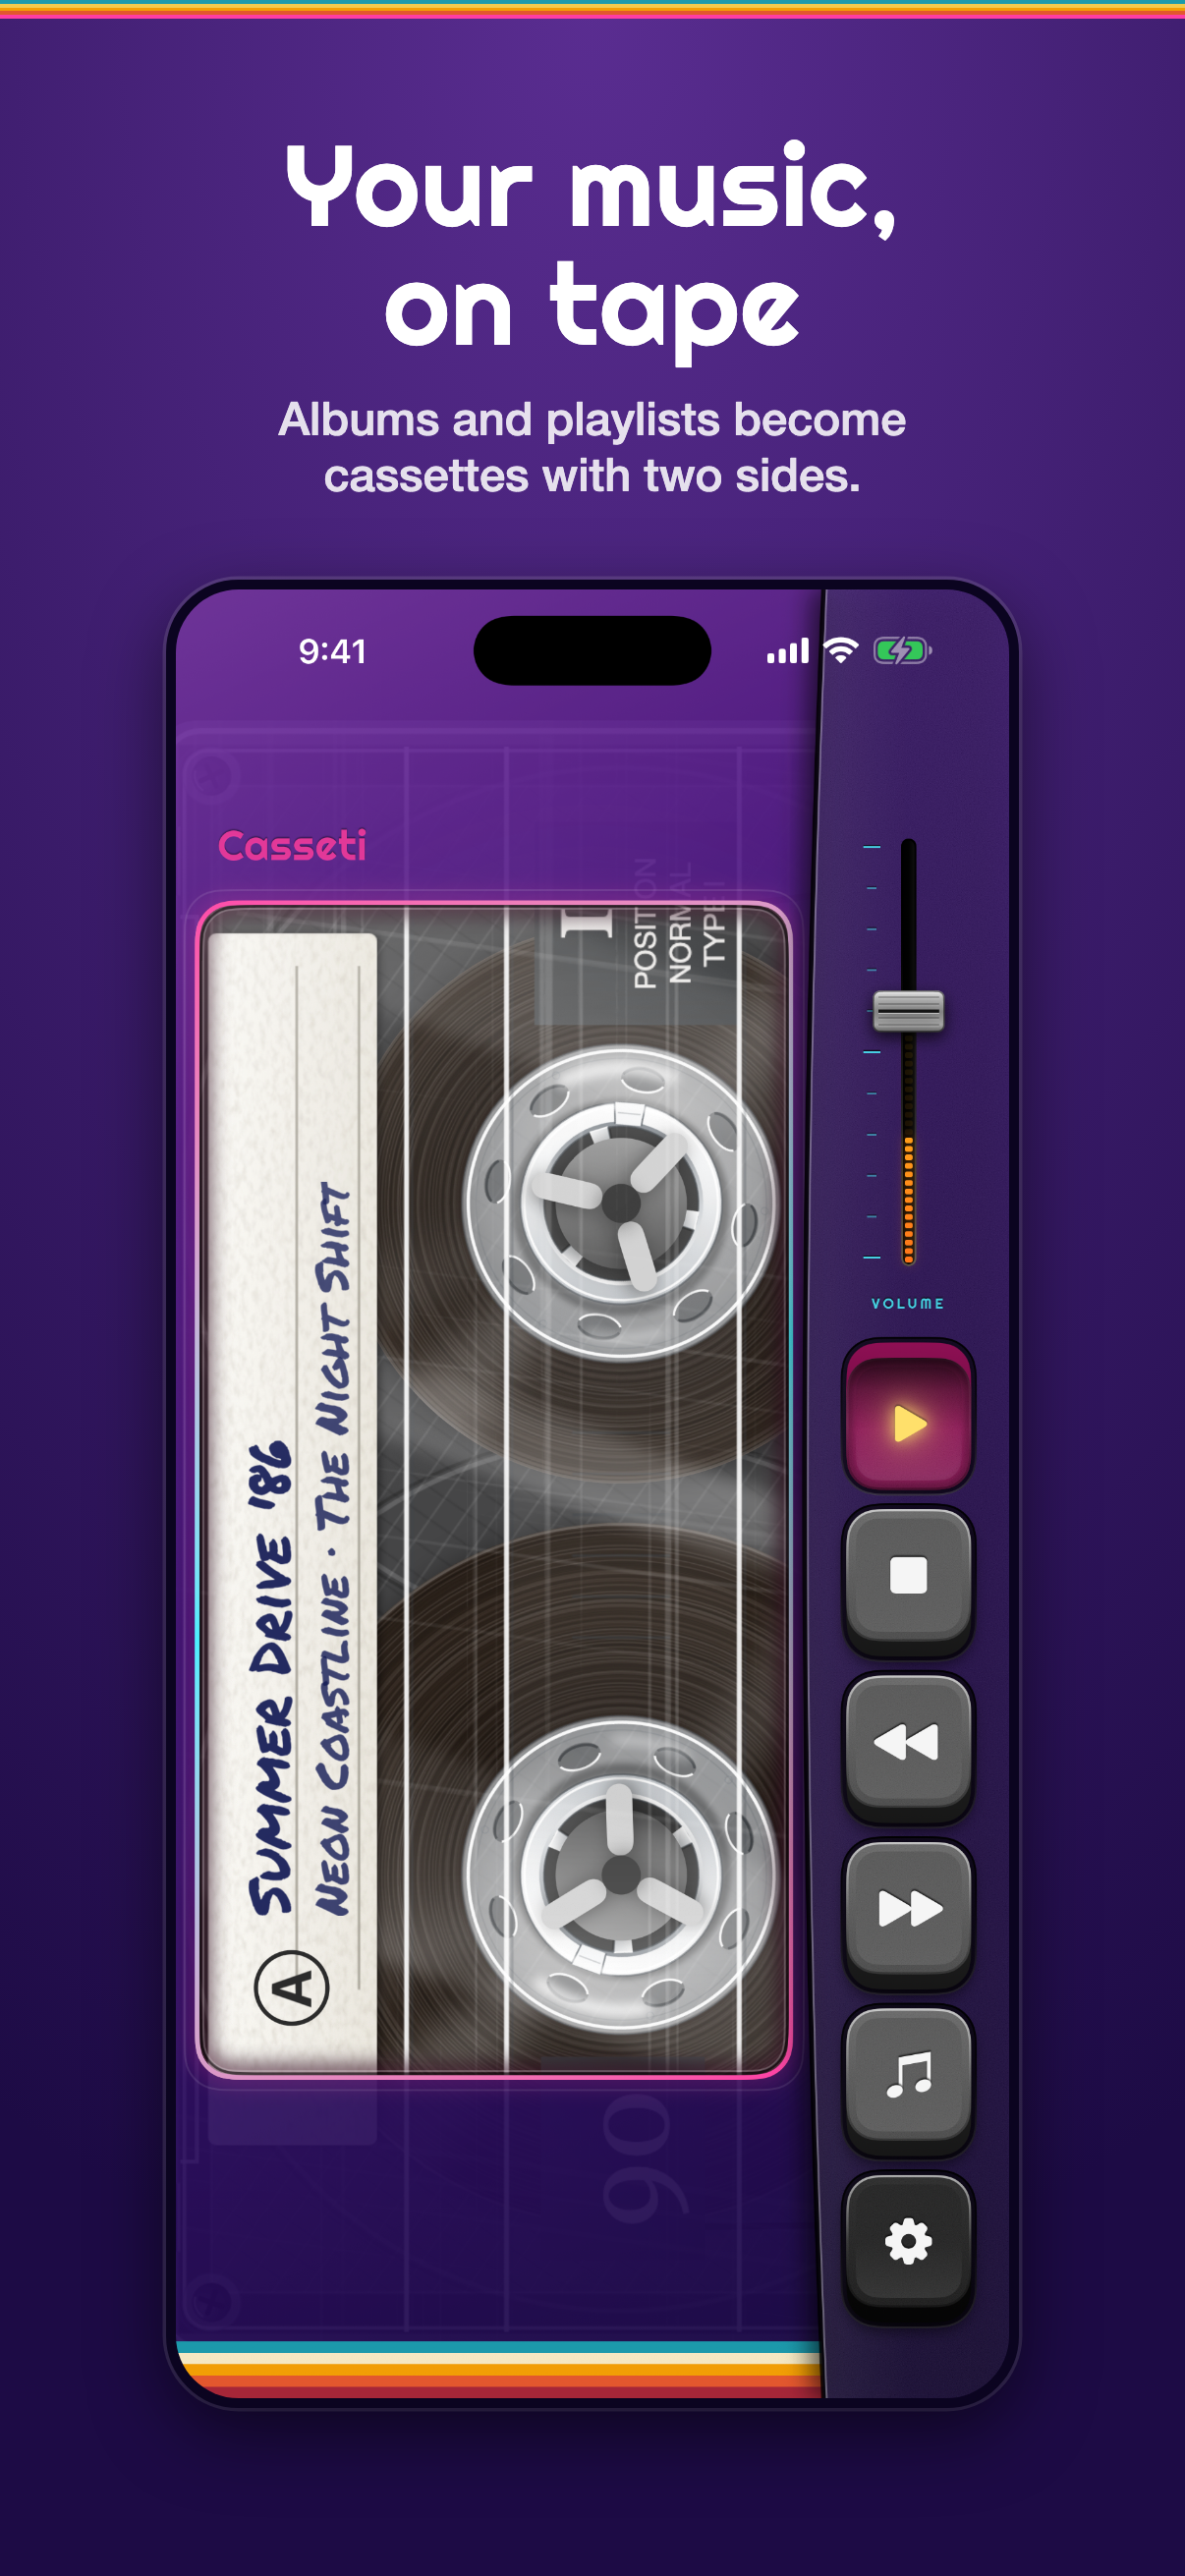 Your music,
on tape
Albums and playlists become
cassettes with two sides.
9:41
Casseti
I
POSITION
NORMAL
TYPE I
A
SUMMER DRIVE '86
NEON COASTLINE · THE NIGHT SHIFT
90
VOLUME